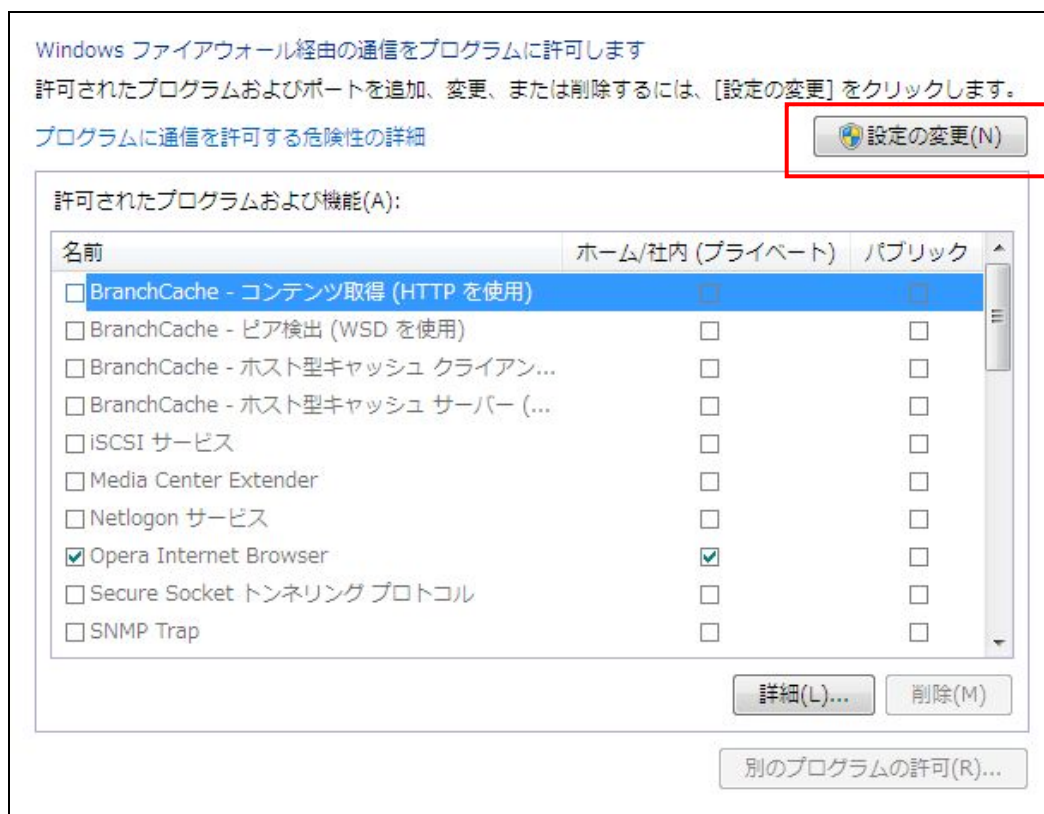 Windows ファイアウォール経由の通信をプログラムに許可します
許可されたプログラムおよびポートを追加、変更、または削除するには、[設定の変更] をクリックします。
プログラムに通信を許可する危険性の詳細
設定の変更(N)
許可されたプログラムおよび機能(A):
名前 ホーム/社内 (プライベート) パブリック
BranchCache - コンテンツ取得 (HTTP を使用)
BranchCache - ピア検出 (WSD を使用)
BranchCache - ホスト型キャッシュ クライアン...
BranchCache - ホスト型キャッシュ サーバー (...
iSCSI サービス
Media Center Extender
Netlogon サービス
Opera Internet Browser
Secure Socket トンネリング プロトコル
SNMP Trap
詳細(L)... 削除(M)
別のプログラムの許可(R)...